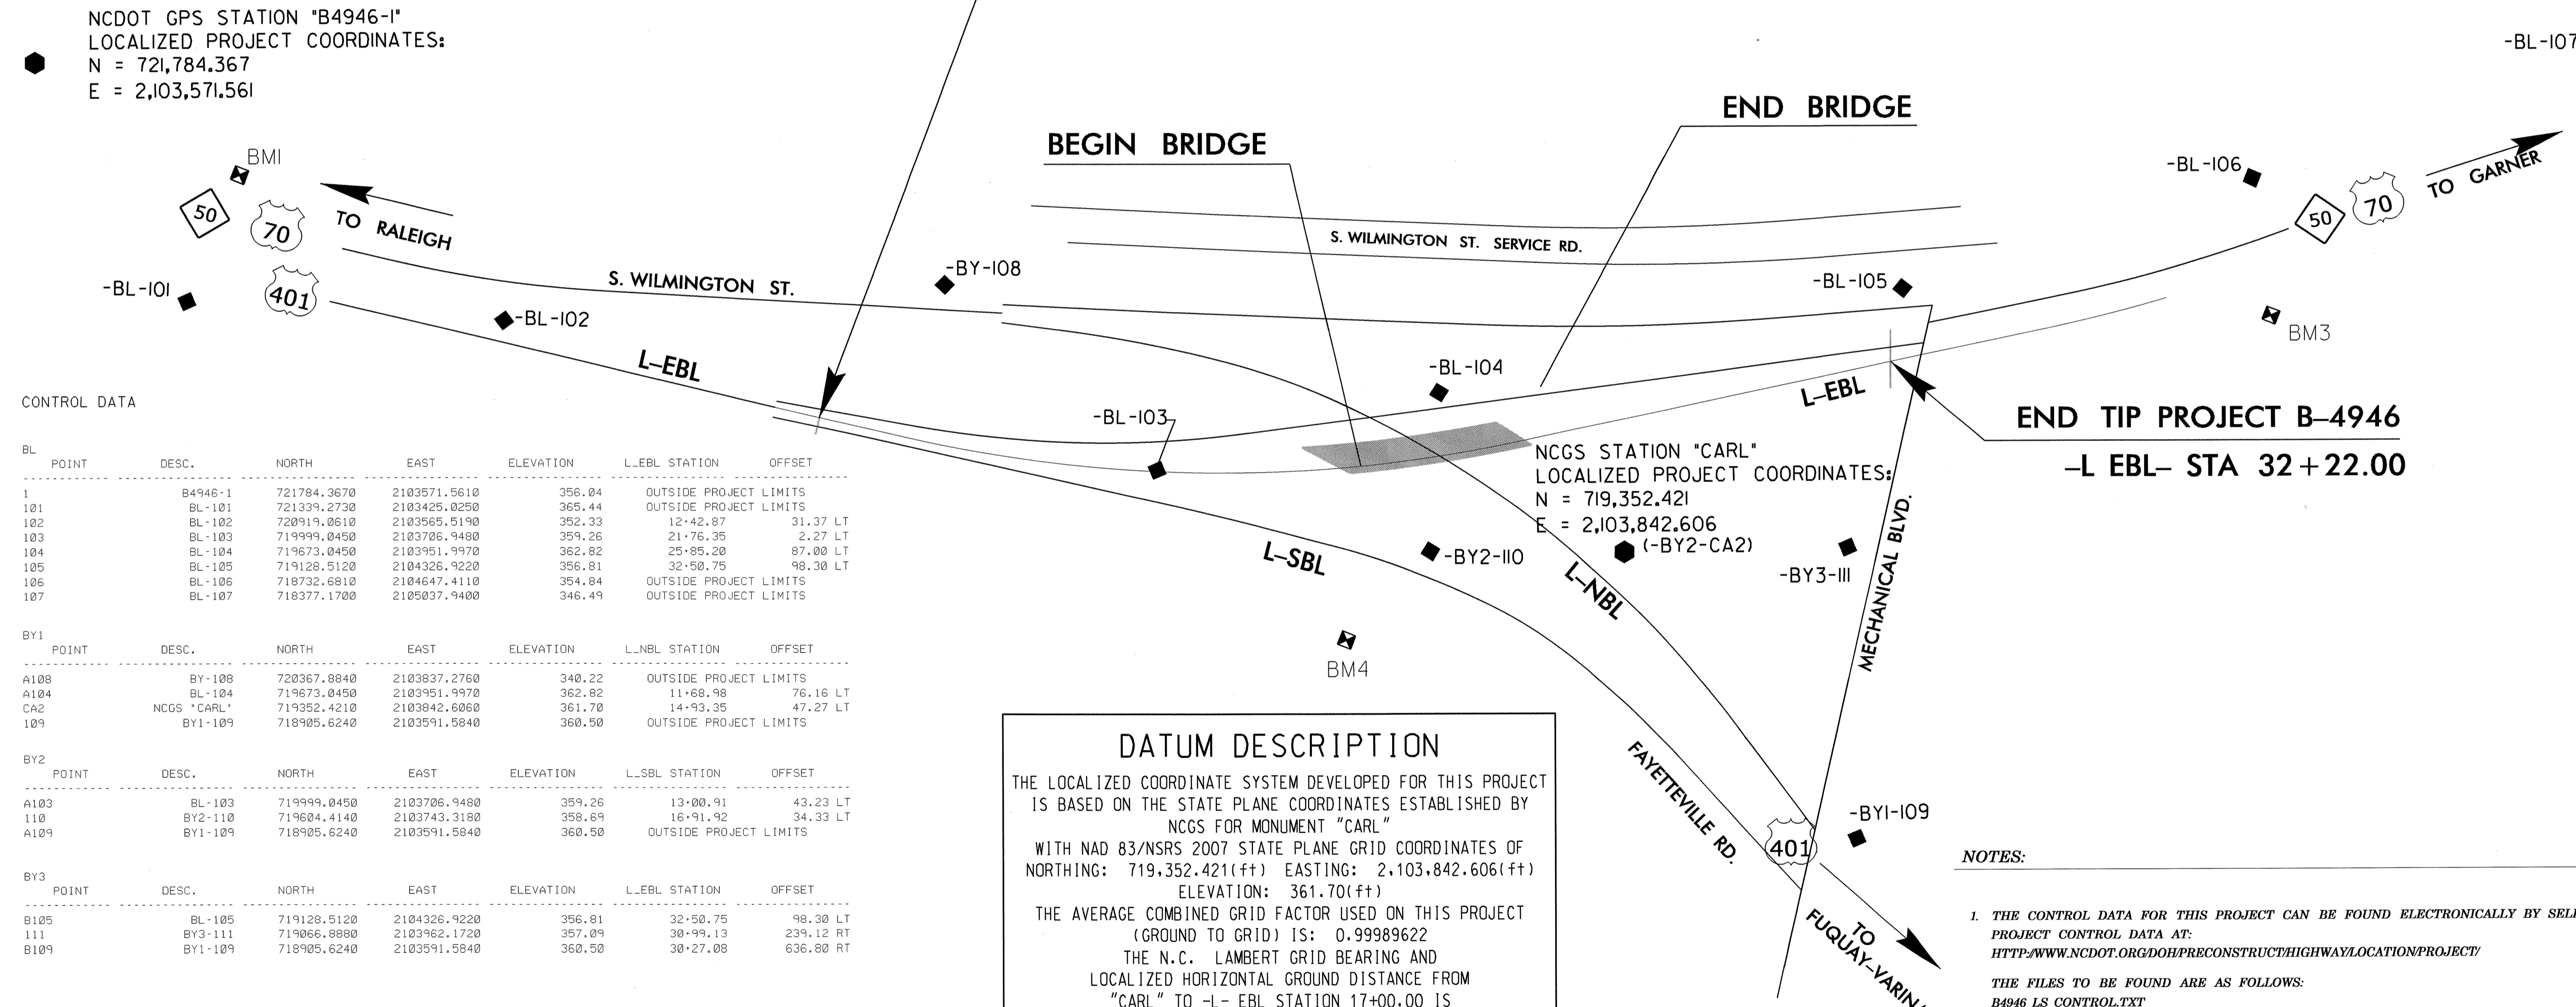 NCDOT GPS STATION "B4946-1"
LOCALIZED PROJECT COORDINATES:
N = 721,784.367
E = 2,103,571.561
-BL-107
END BRIDGE
BEGIN BRIDGE
BM1
50
70
TO RALEIGH
401
-BL-101
-BL-102
S. WILMINGTON ST.
-BY-108
S. WILMINGTON ST. SERVICE RD.
-BL-106
TO GARNER
50
70
-BL-105
BM3
L-EBL
-BL-104
-BL-103
L-EBL
END TIP PROJECT B-4946
-L EBL- STA 32+22.00
NCGS STATION "CARL"
LOCALIZED PROJECT COORDINATES:
N = 719,352.421
E = 2,103,842.606
(-BY2-CA2)
-BY3-111
MECHANICAL BLVD.
-BY2-110
L-SBL
L-NBL
BM4
FAYETTEVILLE RD.
401
-BY1-109
TO
FUQUAY-VARINA
CONTROL DATA
BL
POINT DESC. NORTH EAST ELEVATION L_EBL STATION OFFSET
1 B4946-1 721784.3670 2103571.5610 356.04 OUTSIDE PROJECT LIMITS
101 BL-101 721339.2730 2103425.0250 365.44 OUTSIDE PROJECT LIMITS
102 BL-102 720919.0610 2103565.5190 352.33 12+42.87 31.37 LT
103 BL-103 719999.0450 2103706.9480 359.26 21+76.35 2.27 LT
104 BL-104 719673.0450 2103951.9970 362.82 25+85.20 87.00 LT
105 BL-105 719128.5120 2104326.9220 356.81 32+50.75 98.30 LT
106 BL-106 718732.6810 2104647.4110 354.84 OUTSIDE PROJECT LIMITS
107 BL-107 718377.1700 2105037.9400 346.49 OUTSIDE PROJECT LIMITS
BY1
POINT DESC. NORTH EAST ELEVATION L_NBL STATION OFFSET
A108 BY-108 720367.8840 2103837.2760 340.22 OUTSIDE PROJECT LIMITS
A104 BL-104 719673.0450 2103951.9970 362.82 11+68.98 76.16 LT
CA2 NCGS "CARL" 719352.4210 2103842.6060 361.70 14+93.35 47.27 LT
109 BY1-109 718905.6240 2103591.5840 360.50 OUTSIDE PROJECT LIMITS
BY2
POINT DESC. NORTH EAST ELEVATION L_SBL STATION OFFSET
A103 BL-103 719999.0450 2103706.9480 359.26 13+00.91 43.23 LT
110 BY2-110 719604.4140 2103743.3180 358.69 16+91.92 34.33 LT
A109 BY1-109 718905.6240 2103591.5840 360.50 OUTSIDE PROJECT LIMITS
BY3
POINT DESC. NORTH EAST ELEVATION L_EBL STATION OFFSET
B105 BL-105 719128.5120 2104326.9220 356.81 32+50.75 98.30 LT
111 BY3-111 719066.8880 2103962.1720 357.09 30+99.13 239.12 RT
B109 BY1-109 718905.6240 2103591.5840 360.50 30+27.08 636.80 RT
DATUM DESCRIPTION
THE LOCALIZED COORDINATE SYSTEM DEVELOPED FOR THIS PROJECT
IS BASED ON THE STATE PLANE COORDINATES ESTABLISHED BY
NCGS FOR MONUMENT "CARL"
WITH NAD 83/NSRS 2007 STATE PLANE GRID COORDINATES OF
NORTHING: 719,352.421(ft) EASTING: 2,103,842.606(ft)
ELEVATION: 361.70(ft)
THE AVERAGE COMBINED GRID FACTOR USED ON THIS PROJECT
(GROUND TO GRID) IS: 0.99989622
THE N.C. LAMBERT GRID BEARING AND
LOCALIZED HORIZONTAL GROUND DISTANCE FROM
"CARL" TO -L- EBL STATION 17+00.00 IS
NOTES:
1. THE CONTROL DATA FOR THIS PROJECT CAN BE FOUND ELECTRONICALLY BY SEL
PROJECT CONTROL DATA AT:
HTTP://WWW.NCDOT.ORG/DOH/PRECONSTRUCT/HIGHWAY/LOCATION/PROJECT/
THE FILES TO BE FOUND ARE AS FOLLOWS:
B4946_LS_CONTROL.TXT